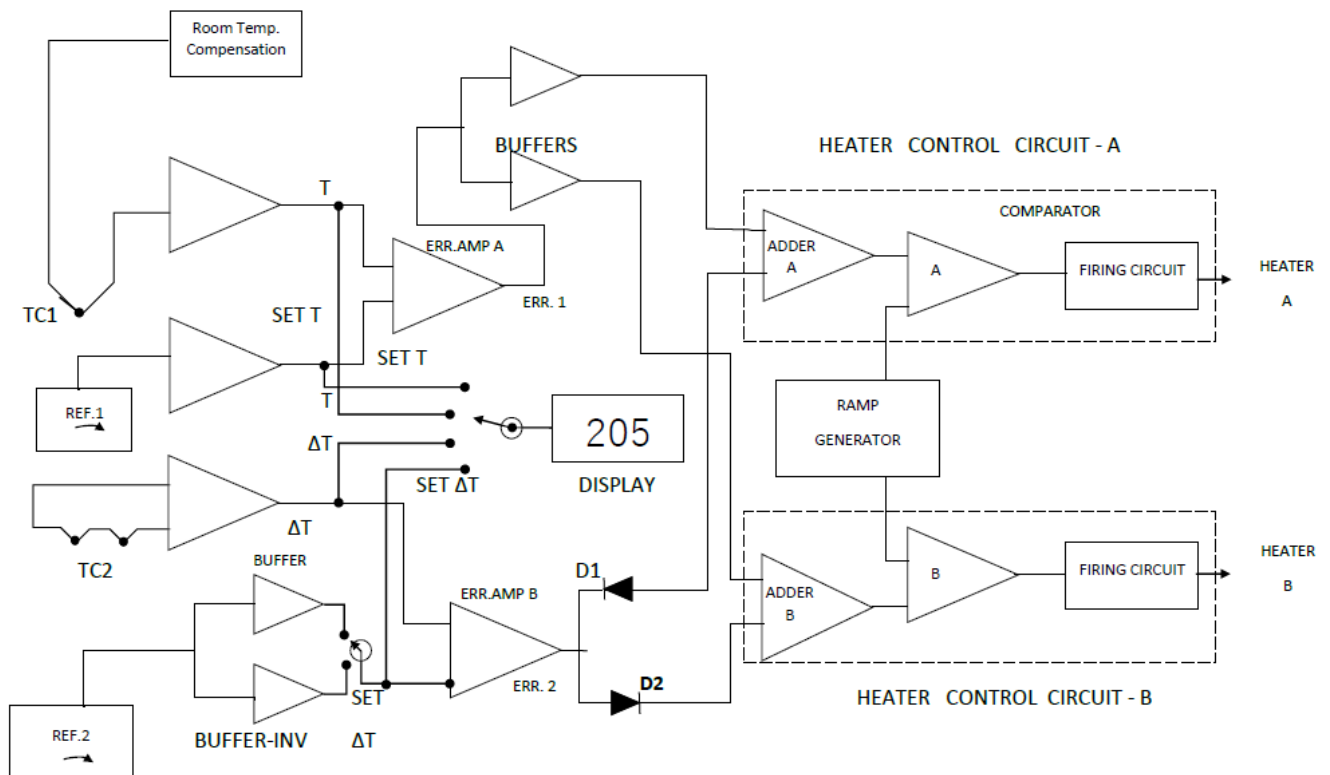 Room Temp.
Compensation
BUFFERS
HEATER CONTROL CIRCUIT - A
T
COMPARATOR
ERR.AMP A
ADDER
A
A
FIRING CIRCUIT
HEATER
A
ERR. 1
TC1
SET T
SET T
REF.1
T
205
DISPLAY
RAMP
GENERATOR
ΔT
SET ΔT
ΔT
TC2
BUFFER
D1
ERR.AMP B
ADDER
B
B
FIRING CIRCUIT
HEATER
B
ERR. 2
D2
SET
ΔT
REF.2
BUFFER-INV
HEATER CONTROL CIRCUIT - B